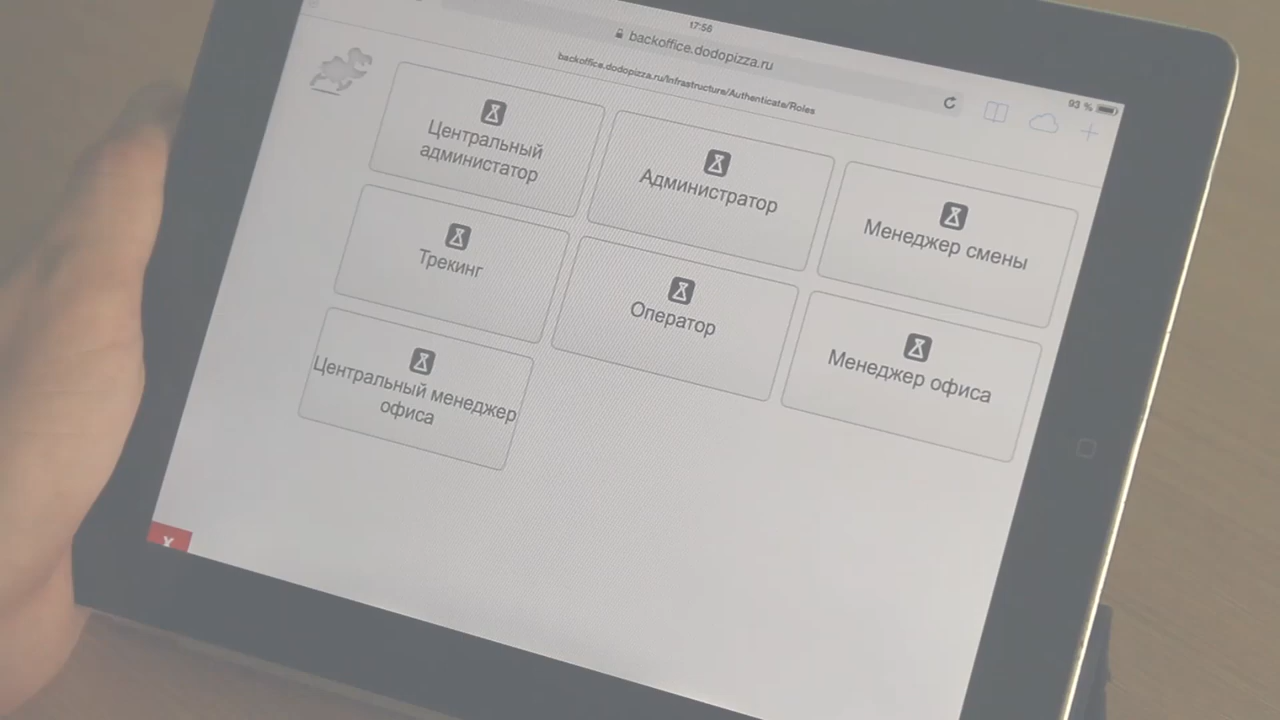 17:56
backoffice.dodopizza.ru
backoffice.dodopizza.ru/Infrastructure/Authenticate/Roles
93 %
Центральный
администатор
Администратор
Менеджер смены
Трекинг
Оператор
Менеджер офиса
Центральный менеджер
офиса
X